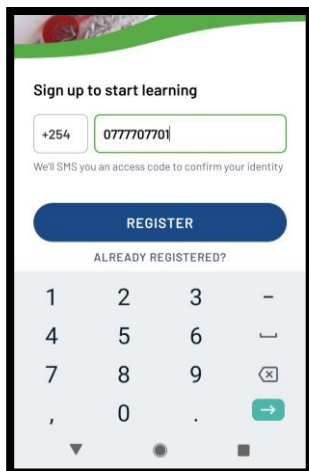 Sign up to start learning
+254 0777707701
We'll SMS you an access code to confirm your identity
REGISTER
ALREADY REGISTERED?
1 2 3 -
4 5 6
7 8 9
, 0 .